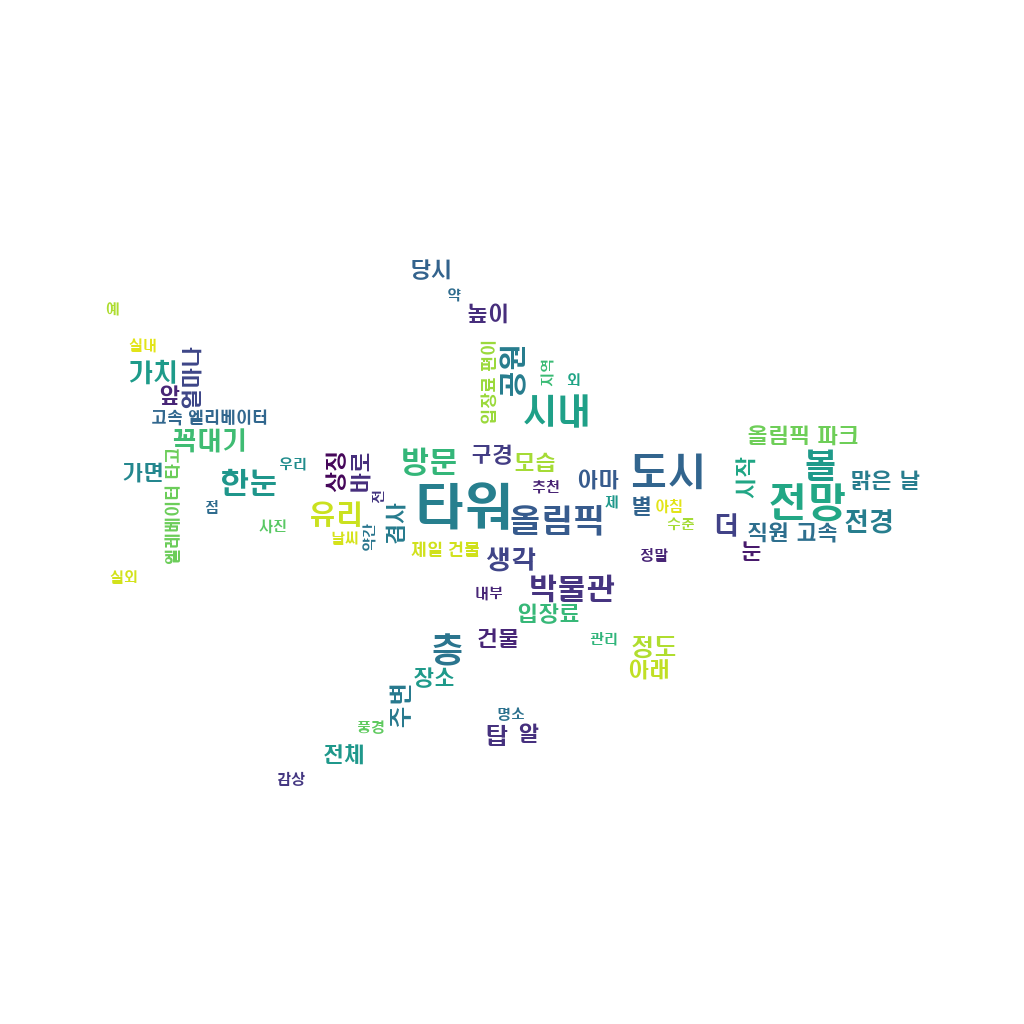 당시
약
예
높이
실내
입장료 편이
공원
지역
외
가치
얼마나
앞
시내
고속 엘리베이터
꼭대기
올림픽 파크
엘레베이터 타고
우리
상징
바로
방문
구경
모습
아마
도시
시작
볼
맑은 날
가면
한눈
전
추천
제
별
아침
전망
점
유리
타워
올림픽
수준
더
직원 고속
전경
사진
날씨
약간
검사
제일 건물
생각
정말
눈
실외
내부
박물관
입장료
층
건물
관리
정도
장소
아래
주변
풍경
명소
탑
알
전체
감상